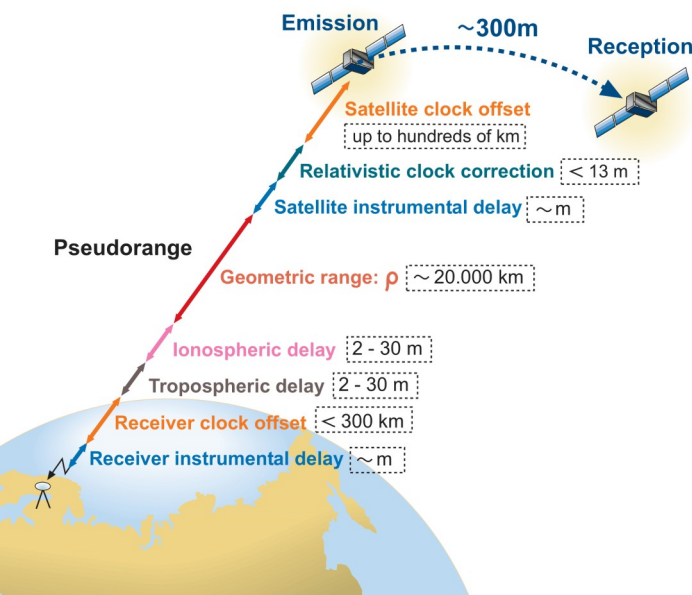 Emission
~300m
Reception
Satellite clock offset
up to hundreds of km
Relativistic clock correction < 13 m
Satellite instrumental delay ~ m
Pseudorange
Geometric range: ρ ~ 20.000 km
Ionospheric delay 2 - 30 m
Tropospheric delay 2 - 30 m
Receiver clock offset < 300 km
Receiver instrumental delay ~ m